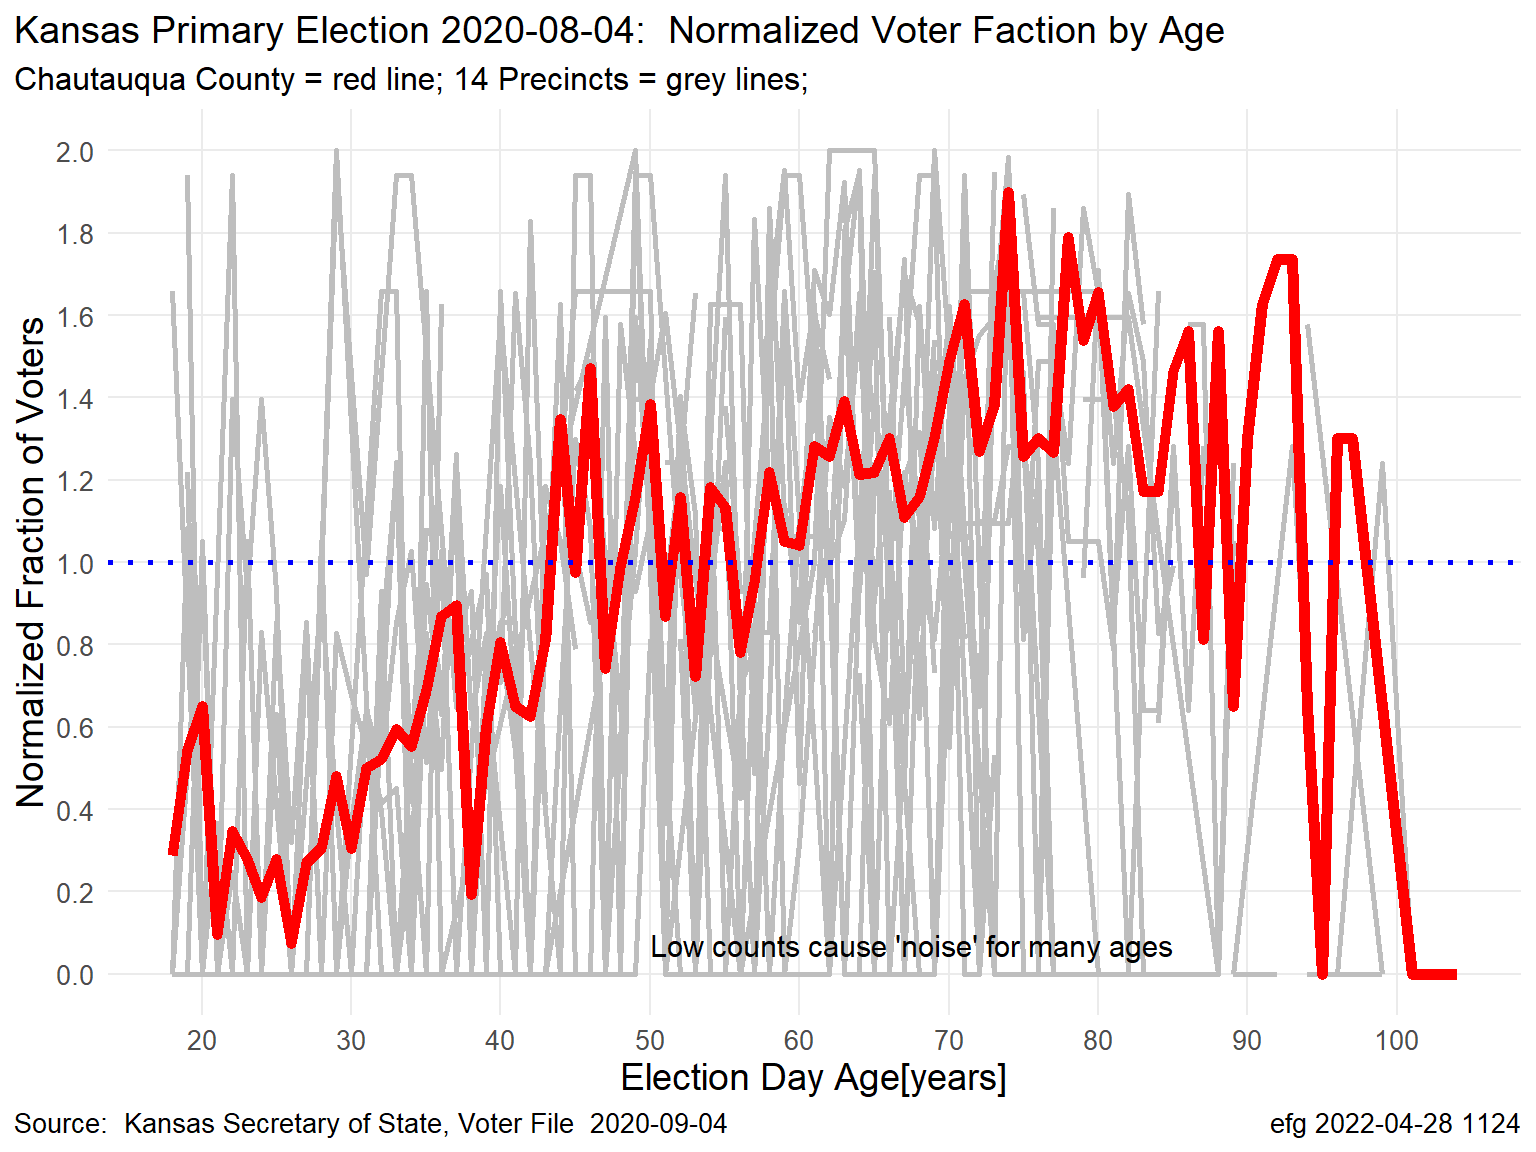 Kansas Primary Election 2020-08-04:  Normalized Voter Faction by Age
Chautauqua County = red line; 14 Precincts = grey lines;
Normalized Fraction of Voters
2.0
1.8
1.6
1.4
1.2
1.0
0.8
0.6
0.4
0.2
0.0
Low counts cause 'noise' for many ages
20 30 40 50 60 70 80 90 100
Election Day Age[years]
Source:  Kansas Secretary of State, Voter File  2020-09-04
efg 2022-04-28 1124